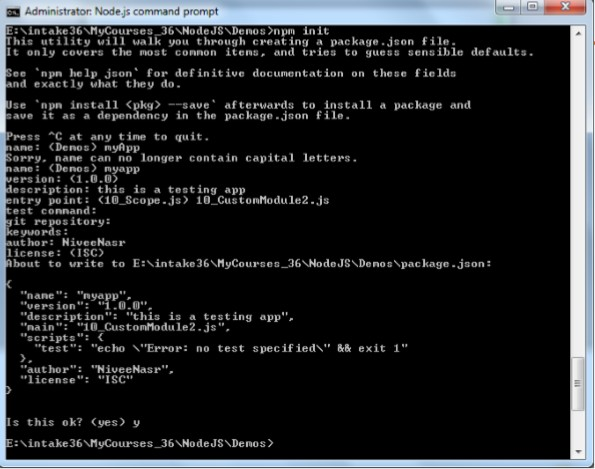 Administrator: Node.js command prompt
E:\intake36\MyCourses_36\NodeJS\Demos>npm init
This utility will walk you through creating a package.json file.
It only covers the most common items, and tries to guess sensible defaults.
See `npm help json` for definitive documentation on these fields
and exactly what they do.
Use `npm install <pkg> --save` afterwards to install a package and
save it as a dependency in the package.json file.
Press ^C at any time to quit.
name: (Demos) myApp
Sorry, name can no longer contain capital letters.
name: (Demos) myapp
version: (1.0.0)
description: this is a testing app
entry point: (10_Scope.js) 10_CustomModule2.js
test command:
git repository:
keywords:
author: NiveeNasr
license: (ISC)
About to write to E:\intake36\MyCourses_36\NodeJS\Demos\package.json:
{
  "name": "myapp",
  "version": "1.0.0",
  "description": "this is a testing app",
  "main": "10_CustomModule2.js",
  "scripts": {
    "test": "echo \"Error: no test specified\" && exit 1"
  },
  "author": "NiveeNasr",
  "license": "ISC"
}
Is this ok? (yes) y
E:\intake36\MyCourses_36\NodeJS\Demos>